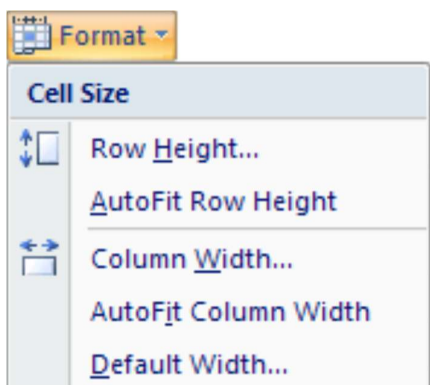 Format
Cell Size
Row Height...
AutoFit Row Height
Column Width...
AutoFit Column Width
Default Width...